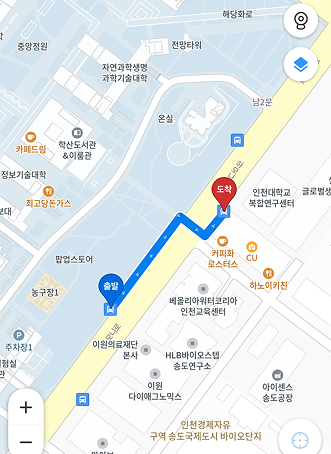 해당화로
중앙정원
전망타워
자연과학생명
과학기술대학
남2문
온실
학산도서관
&이룸관
카페드림
정보기술대학
최고당돈가스
보대
도착
인천대학교
복합연구센터
글로벌생
팝업스토어
커피화
로스터스
CU
하노이키친
출발
농구장1
베올리아워터코리아
인천교육센터
주차장1
이원의료재단
본사
HLB바이오스텝
송도연구소
험실
이원
다이애그노믹스
아이센스
송도공장
+
인천경제자유
구역 송도국제도시 바이오단지
−